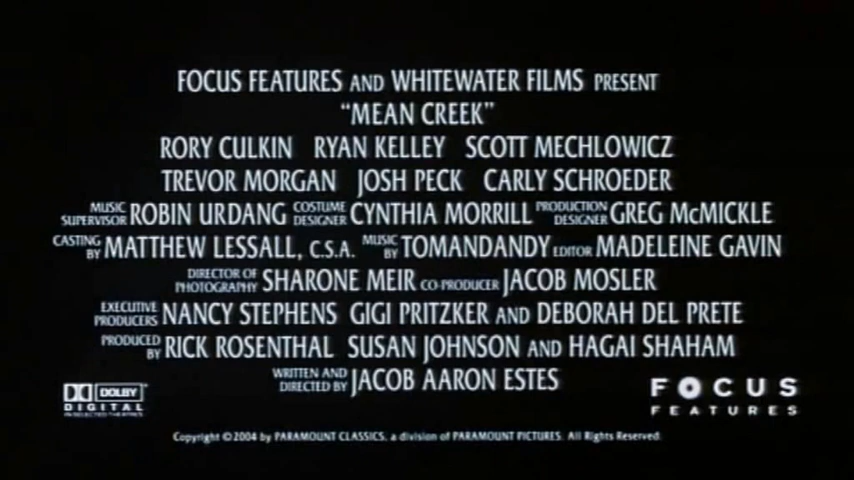 FOCUS FEATURES AND WHITEWATER FILMS PRESENT
"MEAN CREEK"
RORY CULKIN RYAN KELLEY SCOTT MECHLOWICZ
TREVOR MORGAN JOSH PECK CARLY SCHROEDER
MUSIC SUPERVISOR ROBIN URDANG COSTUME DESIGNER CYNTHIA MORRILL PRODUCTION DESIGNER GREG McMICKLE
CASTING BY MATTHEW LESSALL, C.S.A. MUSIC BY TOMANDANDY EDITOR MADELEINE GAVIN
DIRECTOR OF PHOTOGRAPHY SHARONE MEIR CO-PRODUCER JACOB MOSLER
EXECUTIVE PRODUCERS NANCY STEPHENS GIGI PRITZKER AND DEBORAH DEL PRETE
PRODUCED BY RICK ROSENTHAL SUSAN JOHNSON AND HAGAI SHAHAM
WRITTEN AND DIRECTED BY JACOB AARON ESTES
DOLBY
DIGITAL
IN SELECTED THEATRES
FOCUS
FEATURES
Copyright © 2004 by PARAMOUNT CLASSICS, a division of PARAMOUNT PICTURES. All Rights Reserved.